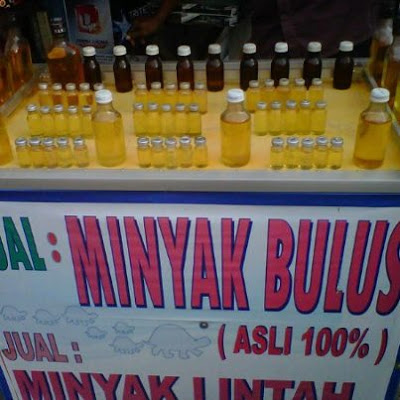 JUAL : MINYAK BULUS
( ASLI 100% )
JUAL :
MINYAK LINTAH